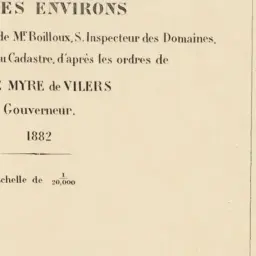 ES ENVIRONS
de Mr. Boilloux, S. Inspecteur des Domaines,
u Cadastre, d'après les ordres de
E MYRE de VILERS
Gouverneur.
1882
chelle de 1/20,000